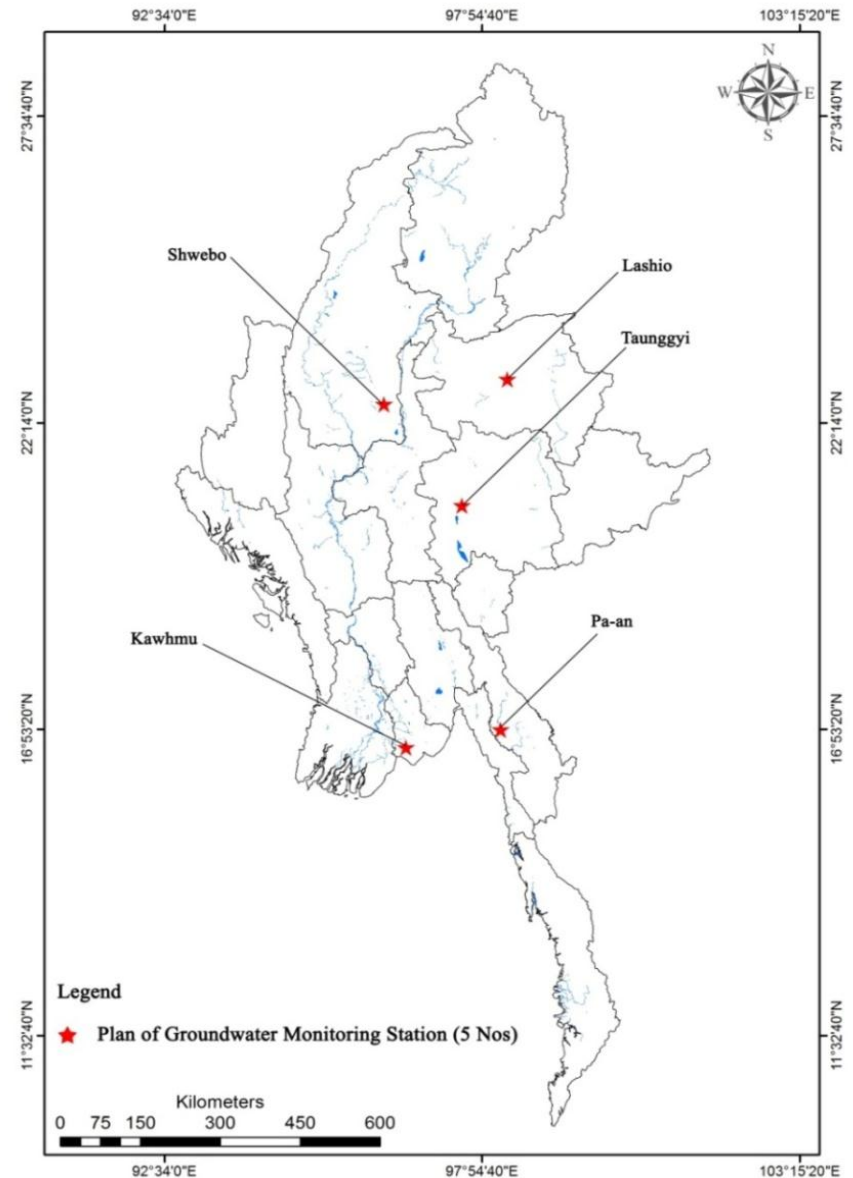 92°34'0"E 97°54'40"E 103°15'20"E
N
W E
S
27°34'40"N 27°34'40"N
Shwebo
Lashio
Taunggyi
22°14'0"N 22°14'0"N
Kawhmu
Pa-an
16°53'20"N 16°53'20"N
Legend
Plan of Groundwater Monitoring Station (5 Nos)
11°32'40"N 11°32'40"N
Kilometers
0 75 150 300 450 600
92°34'0"E 97°54'40"E 103°15'20"E